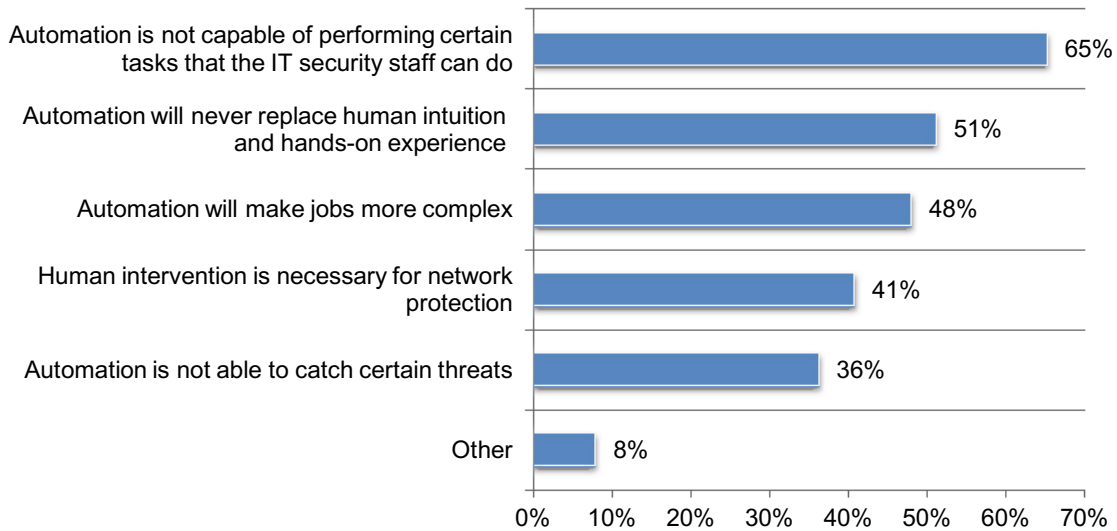 Automation is not capable of performing certain
tasks that the IT security staff can do
65%
Automation will never replace human intuition
and hands-on experience
51%
Automation will make jobs more complex
48%
Human intervention is necessary for network
protection
41%
Automation is not able to catch certain threats
36%
Other
8%
0% 10% 20% 30% 40% 50% 60% 70%